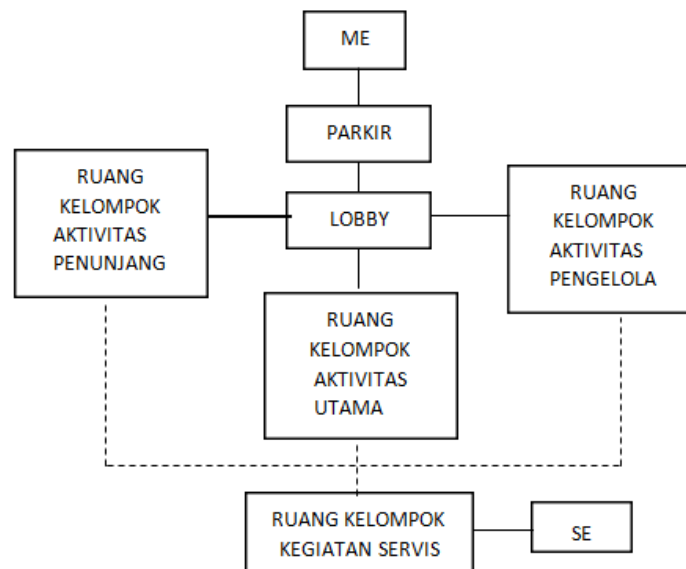 ME
PARKIR
RUANG
KELOMPOK
AKTIVITAS
PENUNJANG
LOBBY
RUANG
KELOMPOK
AKTIVITAS
PENGELOLA
RUANG
KELOMPOK
AKTIVITAS
UTAMA
RUANG KELOMPOK
KEGIATAN SERVIS
SE